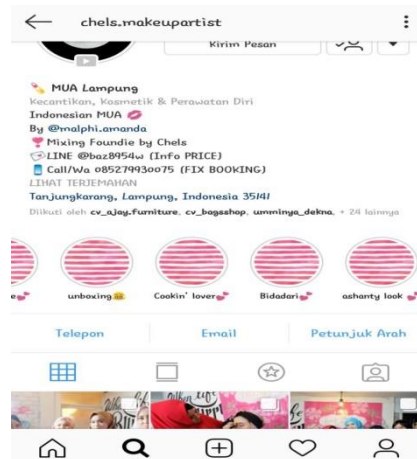 chels.makeupartist
Kirim Pesan
MUA Lampung
Kecantikan, Kosmetik & Perawatan Diri
Indonesian MUA 💋
By @malphi.amanda
Mixing Foundie by Chels
LINE @baz8954w (Info PRICE)
Call/Wa 085279930075 (FIX BOOKING)
LIHAT TERJEMAHAN
Tanjungkarang, Lampung, Indonesia 35141
Diikuti oleh cv_ajay.furniture, cv_bagsshop, umminya_dekna, + 24 lainnya
unboxing Cookin' lover💕 Bidadari💕 ashanty look 💕
Telepon Email Petunjuk Arah